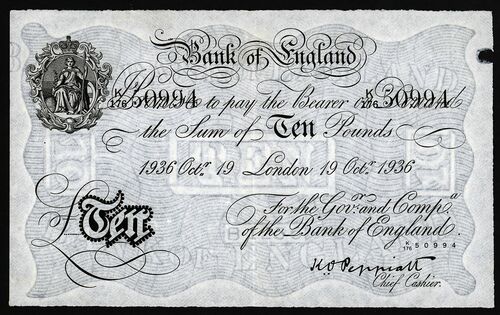 Bank of England
K/176 50994 K/176 50994
I Promise to pay the Bearer on Demand
the Sum of Ten Pounds
1936 Octr. 19 London 19 Octr. 1936
For the Govr. and Compa.
of the Bank of England.
£Ten
K/176 50994
K O Peppiatt
Chief Cashier.